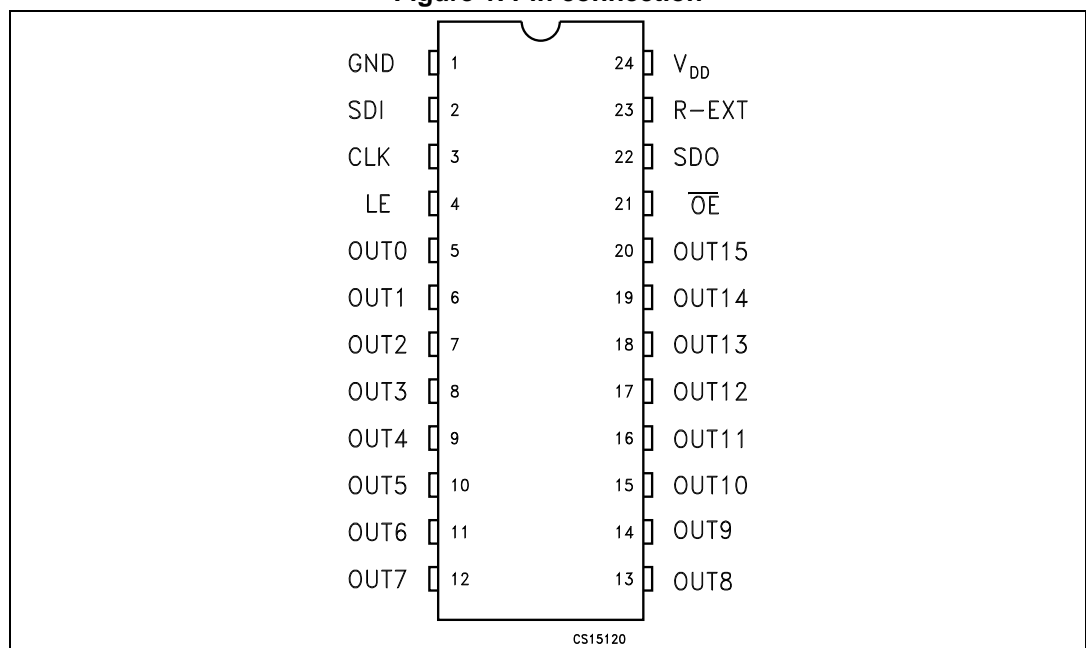 GND 1 24 VDD
SDI 2 23 R-EXT
CLK 3 22 SDO
LE 4 21 OE
OUT0 5 20 OUT15
OUT1 6 19 OUT14
OUT2 7 18 OUT13
OUT3 8 17 OUT12
OUT4 9 16 OUT11
OUT5 10 15 OUT10
OUT6 11 14 OUT9
OUT7 12 13 OUT8
CS15120